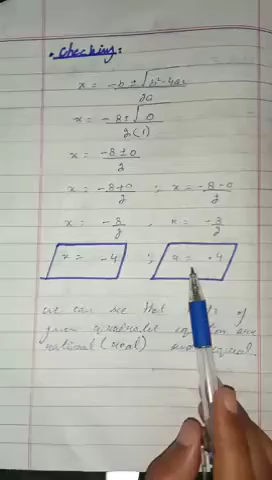 • Checking:
x = -b ± √b²-4ac / 2a
x = -8 ± √0 / 2(1)
x = -8 ± 0 / 2
x = -8+0 / 2 ; x = -8-0 / 2
x = -8 / 2 , x = -8 / 2
x = -4 ; x = -4
we can see that of
given quadratic equation are
rational (real) and equal.